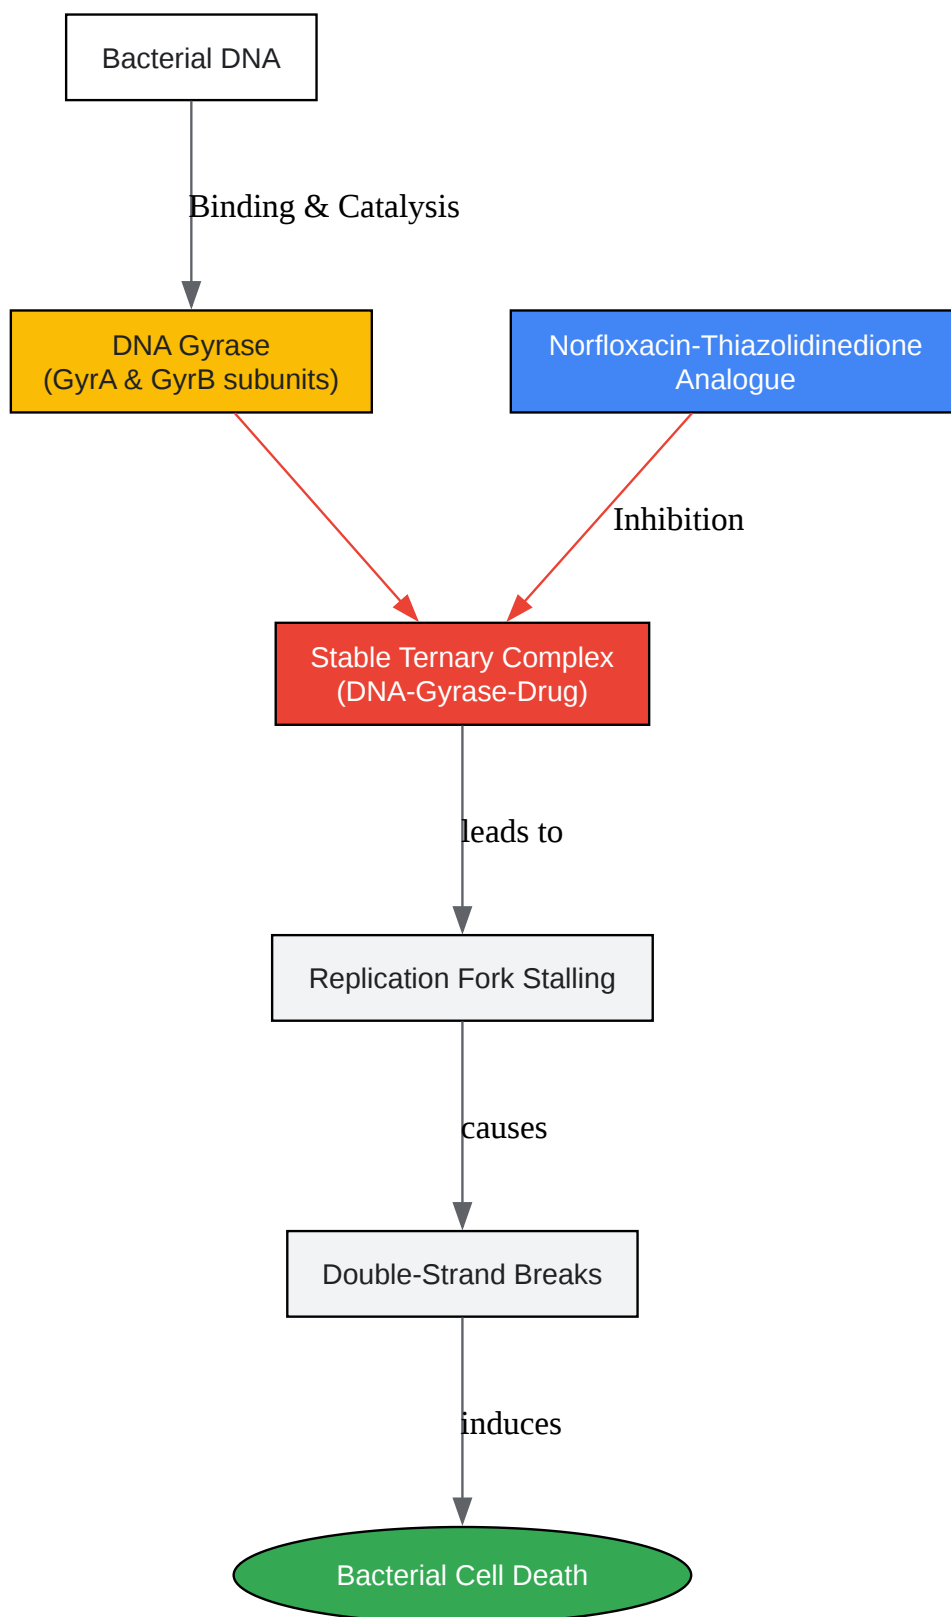 Bacterial DNA
Binding & Catalysis
DNA Gyrase
(GyrA & GyrB subunits)
Norfloxacin-Thiazolidinedione
Analogue
Inhibition
Stable Ternary Complex
(DNA-Gyrase-Drug)
leads to
Replication Fork Stalling
causes
Double-Strand Breaks
induces
Bacterial Cell Death